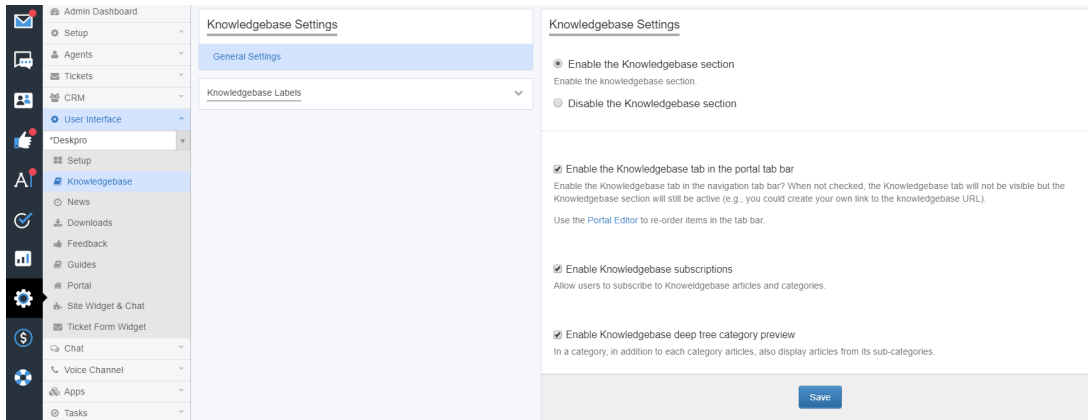 Admin Dashboard
Setup
Agents
Tickets
CRM
User Interface
*Deskpro
Setup
Knowledgebase
News
Downloads
Feedback
Guides
Portal
Site Widget & Chat
Ticket Form Widget
Chat
Voice Channel
Apps
Tasks
Knowledgebase Settings
General Settings
Knowledgebase Labels
Knowledgebase Settings
Enable the Knowledgebase section
Enable the knowledgebase section.
Disable the Knowledgebase section
Enable the Knowledgebase tab in the portal tab bar
Enable the Knowledgebase tab in the navigation tab bar? When not checked, the Knowledgebase tab will not be visible but the
Knowledgebase section will still be active (e.g., you could create your own link to the knowledgebase URL).
Use the Portal Editor to re-order items in the tab bar.
Enable Knowledgebase subscriptions
Allow users to subscribe to Knoweldgebase articles and categories.
Enable Knowledgebase deep tree category preview
In a category, in addition to each category articles, also display articles from its sub-categories.
Save